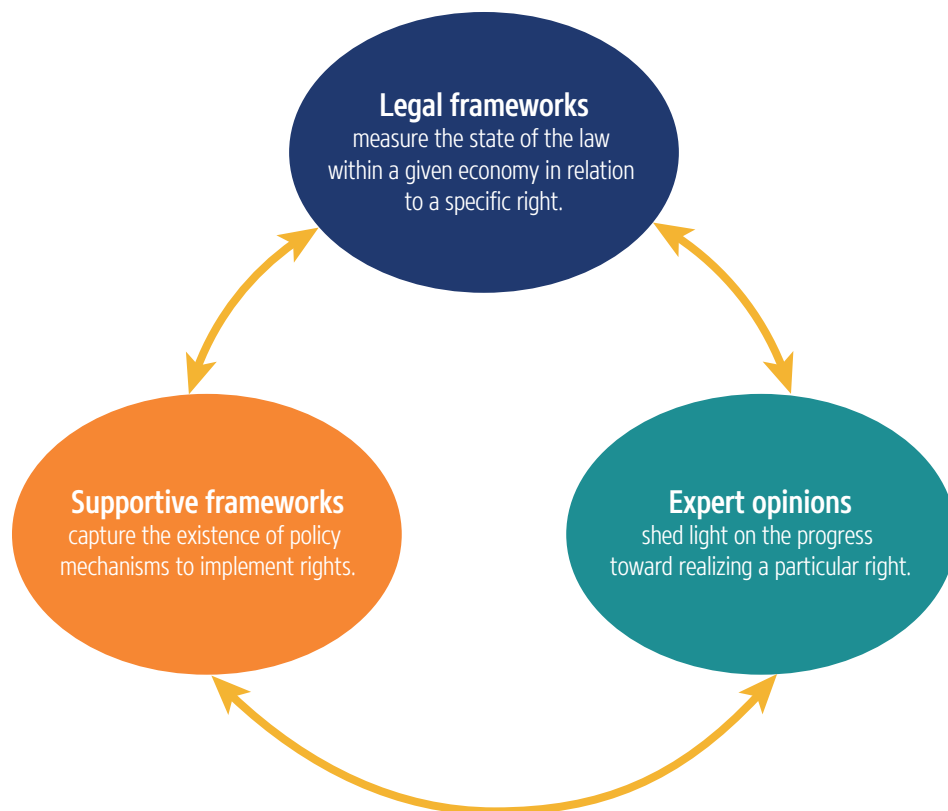 Legal frameworks
measure the state of the law
within a given economy in relation
to a specific right.
Supportive frameworks
capture the existence of policy
mechanisms to implement rights.
Expert opinions
shed light on the progress
toward realizing a particular right.